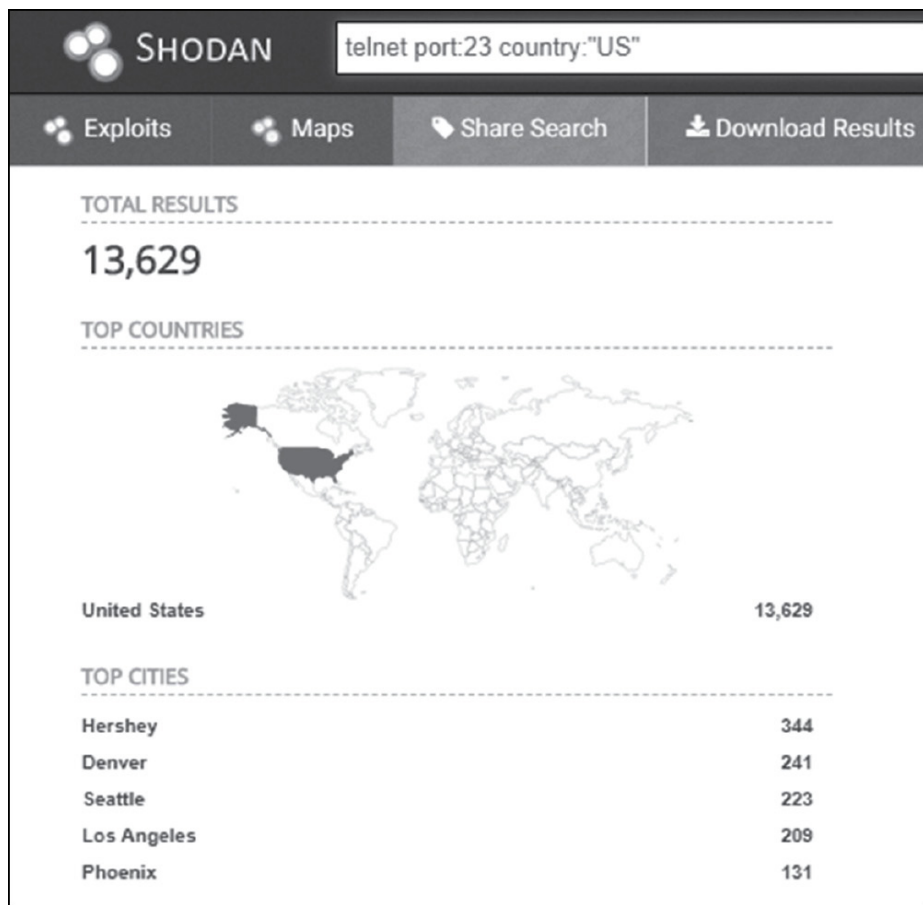 SHODAN
telnet port:23 country:"US"
Exploits
Maps
Share Search
Download Results
TOTAL RESULTS
13,629
TOP COUNTRIES
United States 13,629
TOP CITIES
Hershey 344
Denver 241
Seattle 223
Los Angeles 209
Phoenix 131